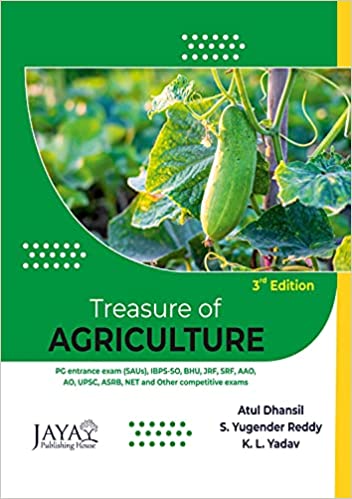 3rd Edition
Treasure of
AGRICULTURE
PG entrance exam (SAUs), IBPS-SO, BHU, JRF, SRF, AAO,
AO, UPSC, ASRB, NET and Other competitive exams
Atul Dhansil
S. Yugender Reddy
K. L. Yadav
JAYA
Publishing House